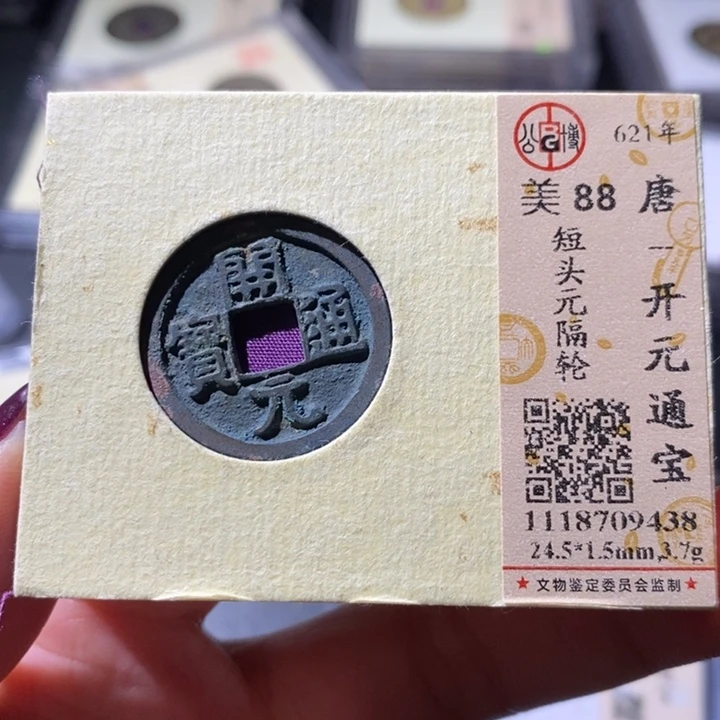 開元通寶
公博
BG
621年
唐一开元通宝
美 88
短头元隔轮
1118709438
24.5*1.5mm,3.7g
★文物鉴定委员会监制★